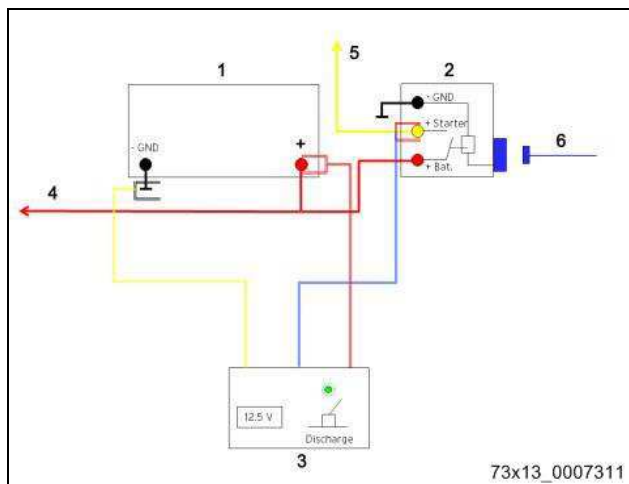 5
1
2
- GND
+ Starter
+ Bat.
6
- GND
+
4
12.5 V
Discharge
3
73x13_0007311